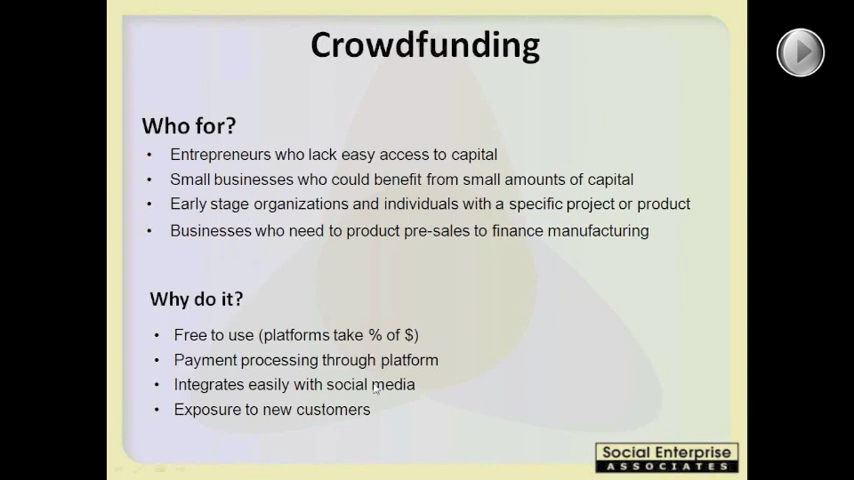 Crowdfunding
Who for?
• Entrepreneurs who lack easy access to capital
• Small businesses who could benefit from small amounts of capital
• Early stage organizations and individuals with a specific project or product
• Businesses who need to product pre-sales to finance manufacturing
Why do it?
• Free to use (platforms take % of $)
• Payment processing through platform
• Integrates easily with social media
• Exposure to new customers
Social Enterprise
ASSOCIATES